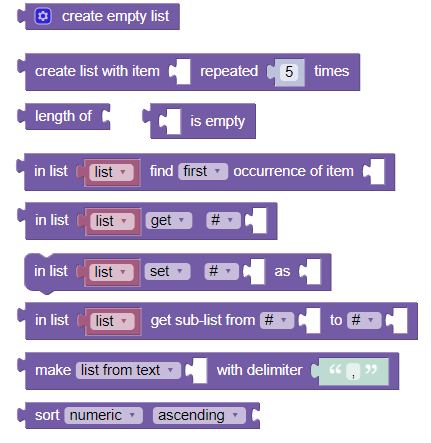 create empty list
create list with item repeated 5 times
length of is empty
in list list find first occurrence of item
in list list get #
in list list set # as
in list list get sub-list from # to #
make list from text with delimiter “ , ”
sort numeric ascending